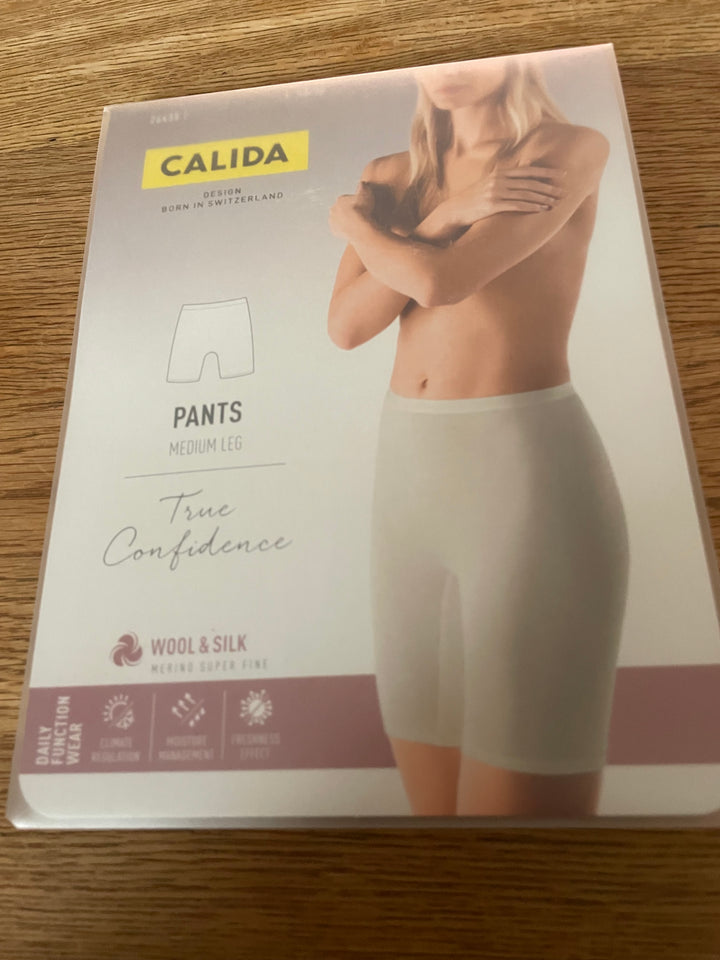 CALIDA
DESIGN
BORN IN SWITZERLAND
PANTS
MEDIUM LEG
True
Confidence
WOOL & SILK
MERINO SUPER FINE
DAILY
FUNCTION
WEAR
CLIMATE
REGULATION
MOISTURE
MANAGEMENT
FRESHNESS
EFFECT